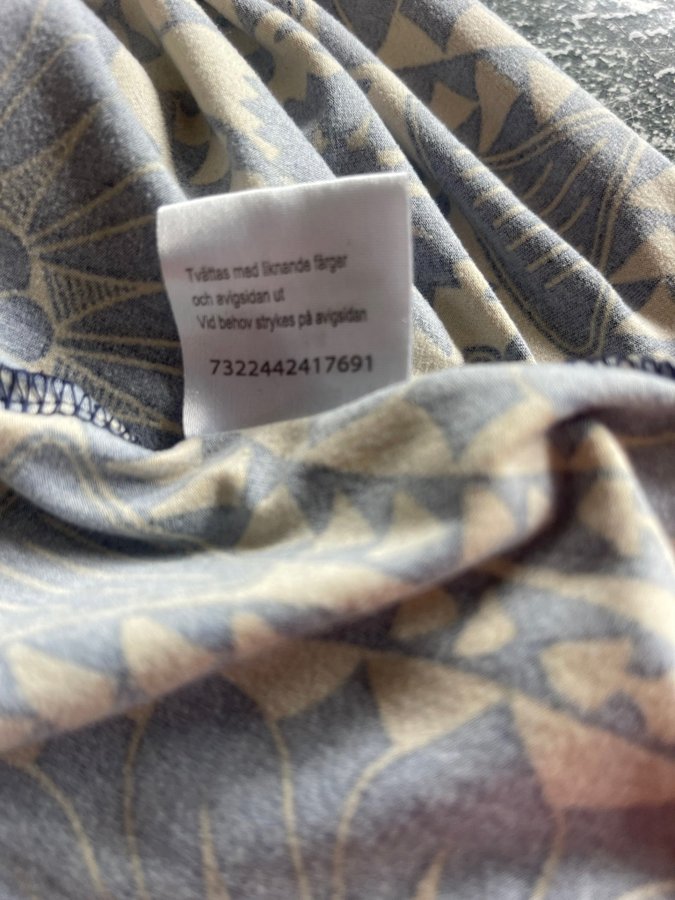 Tvättas med liknande färger
och avigsidan ut
Vid behov strykes på avigsidan
7322442417691